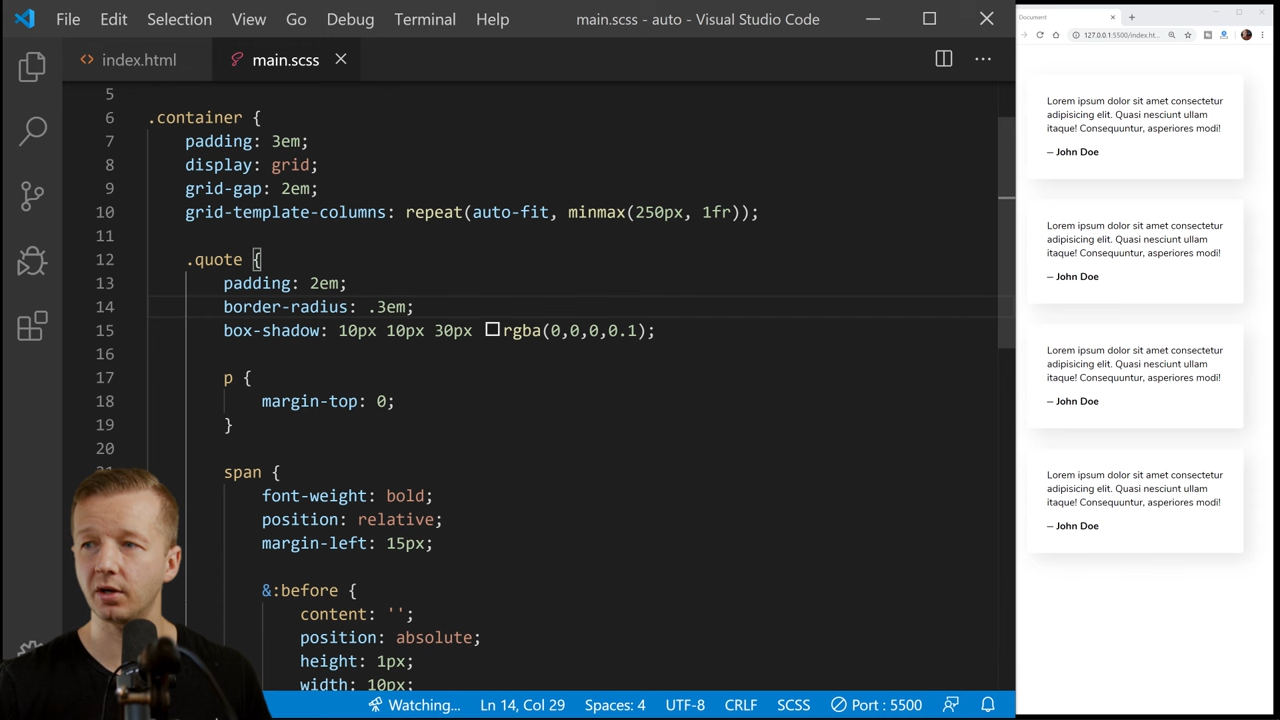 File Edit Selection View Go Debug Terminal Help main.scss - auto - Visual Studio Code
index.html main.scss
5
6 .container {
7 padding: 3em;
8 display: grid;
9 grid-gap: 2em;
10 grid-template-columns: repeat(auto-fit, minmax(250px, 1fr));
11
12 .quote {
13 padding: 2em;
14 border-radius: .3em;
15 box-shadow: 10px 10px 30px rgba(0,0,0,0.1);
16
17 p {
18 margin-top: 0;
19 }
20
span {
font-weight: bold;
position: relative;
margin-left: 15px;
&:before {
content: '';
position: absolute;
height: 1px;
width: 10px;
Watching... Ln 14, Col 29 Spaces: 4 UTF-8 CRLF SCSS Port : 5500
Document
127.0.0.1:5500/index.ht...
Lorem ipsum dolor sit amet consectetur
adipisicing elit. Quasi nesciunt ullam
itaque! Consequuntur, asperiores modi!
– John Doe
Lorem ipsum dolor sit amet consectetur
adipisicing elit. Quasi nesciunt ullam
itaque! Consequuntur, asperiores modi!
– John Doe
Lorem ipsum dolor sit amet consectetur
adipisicing elit. Quasi nesciunt ullam
itaque! Consequuntur, asperiores modi!
– John Doe
Lorem ipsum dolor sit amet consectetur
adipisicing elit. Quasi nesciunt ullam
itaque! Consequuntur, asperiores modi!
– John Doe